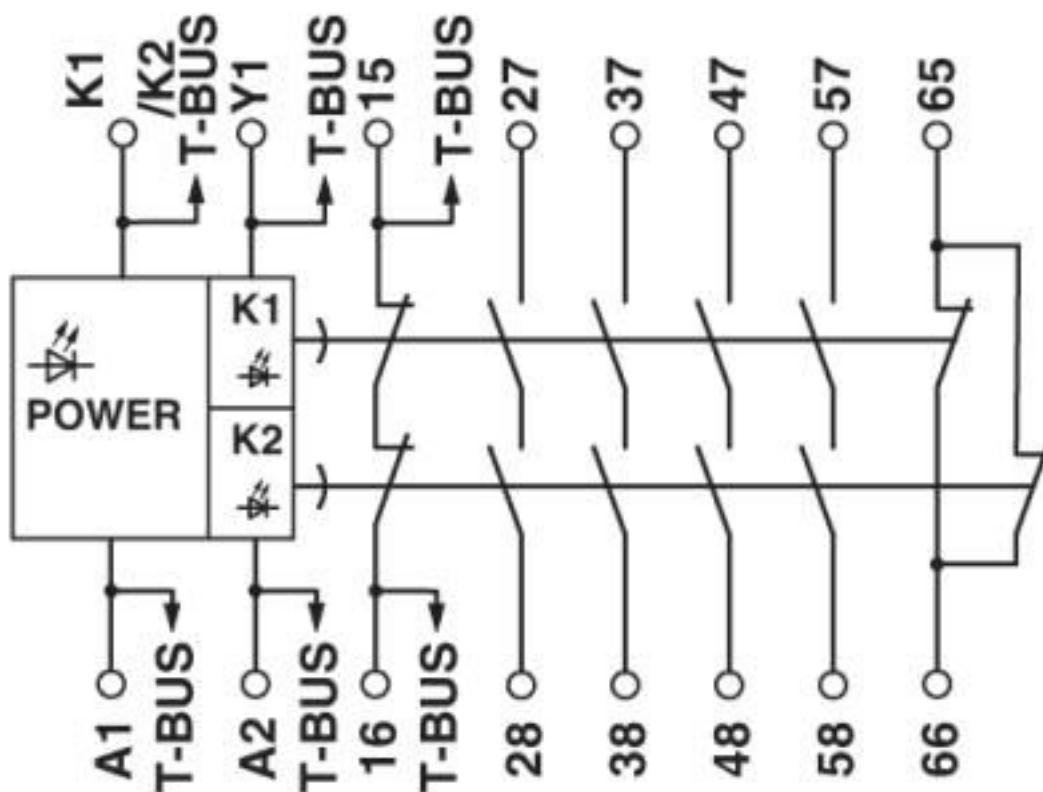 K1
/K2
T-BUS
Y1
T-BUS
15
T-BUS
27
37
47
57
65
K1
POWER
K2
A1
T-BUS
A2
T-BUS
16
T-BUS
28
38
48
58
66